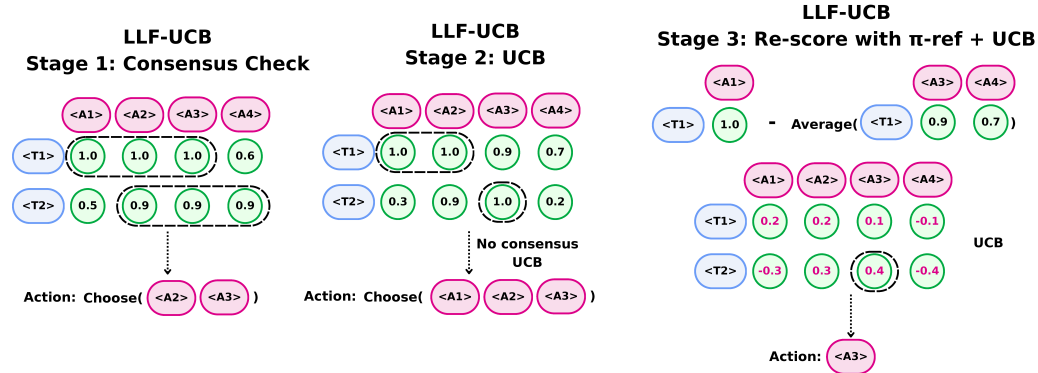 LLF-UCB
Stage 1: Consensus Check
<A1> <A2> <A3> <A4>
<T1> 1.0 1.0 1.0 0.6
<T2> 0.5 0.9 0.9 0.9
Action: Choose( <A2> <A3> )
LLF-UCB
Stage 2: UCB
<A1> <A2> <A3> <A4>
<T1> 1.0 1.0 0.9 0.7
<T2> 0.3 0.9 1.0 0.2
No consensus
UCB
Action: Choose( <A1> <A2> <A3> )
LLF-UCB
Stage 3: Re-score with π-ref + UCB
<A1> <A3> <A4>
<T1> 1.0 - Average( <T1> 0.9 0.7 )
<A1> <A2> <A3> <A4>
<T1> 0.2 0.2 0.1 -0.1
UCB
<T2> -0.3 0.3 0.4 -0.4
Action: <A3>